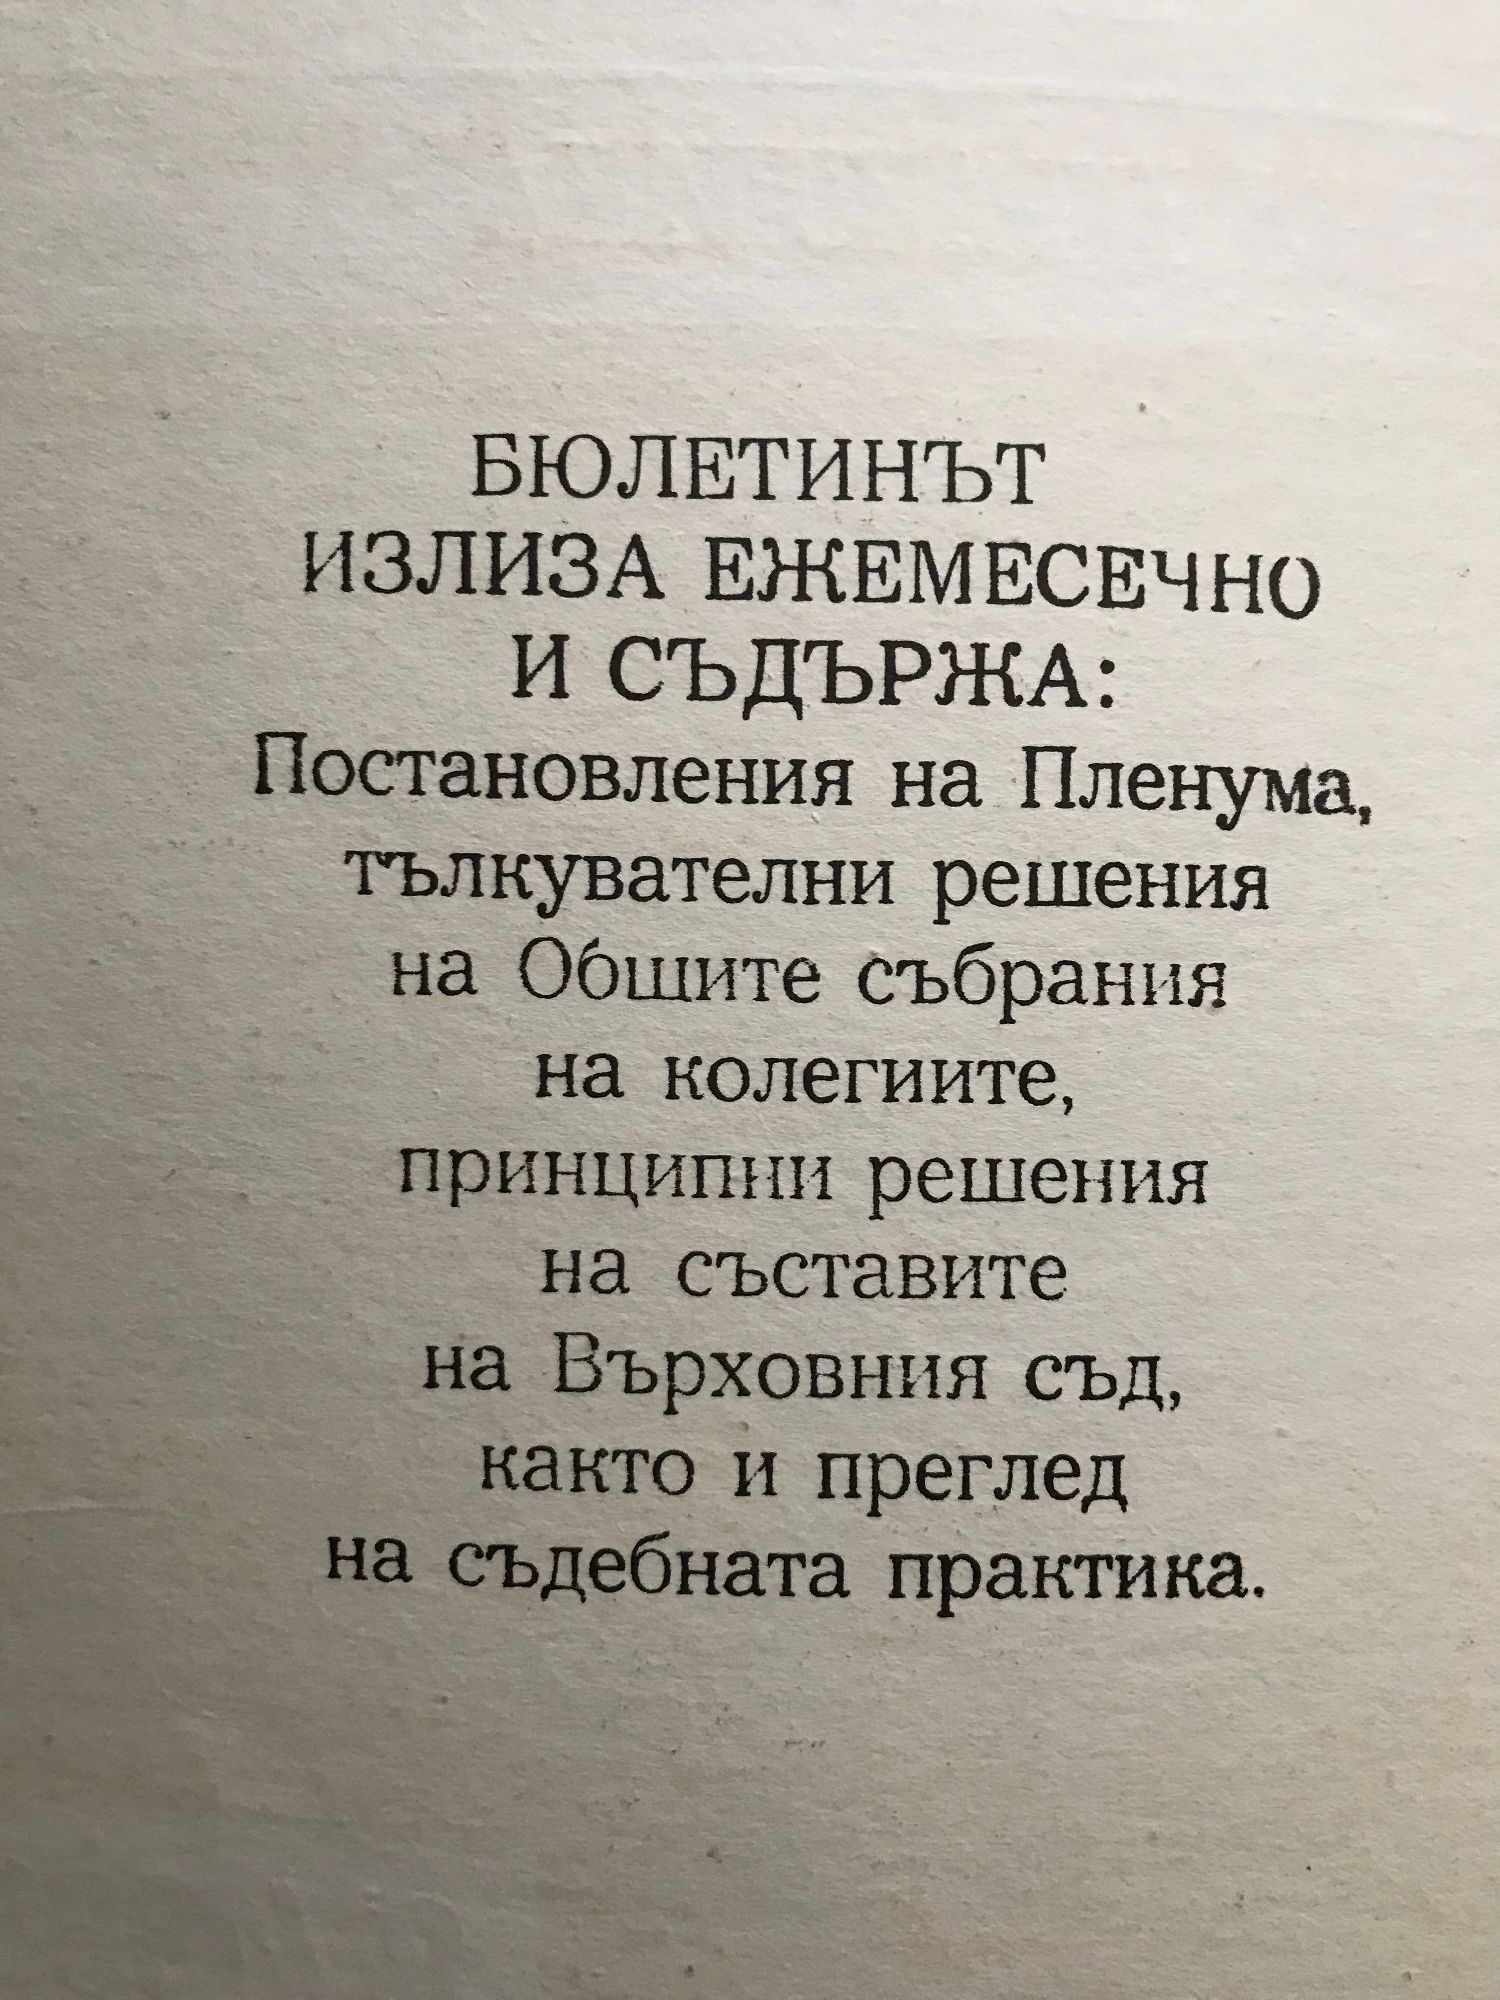 БЮЛЕТИНЪТ
ИЗЛИЗА ЕЖЕМЕСЕЧНО
И СЪДЪРЖА:
Постановления на Пленума,
тълкувателни решения
на Общите събрания
на колегиите,
принципни решения
на съставите
на Върховния съд,
както и преглед
на съдебната практика.